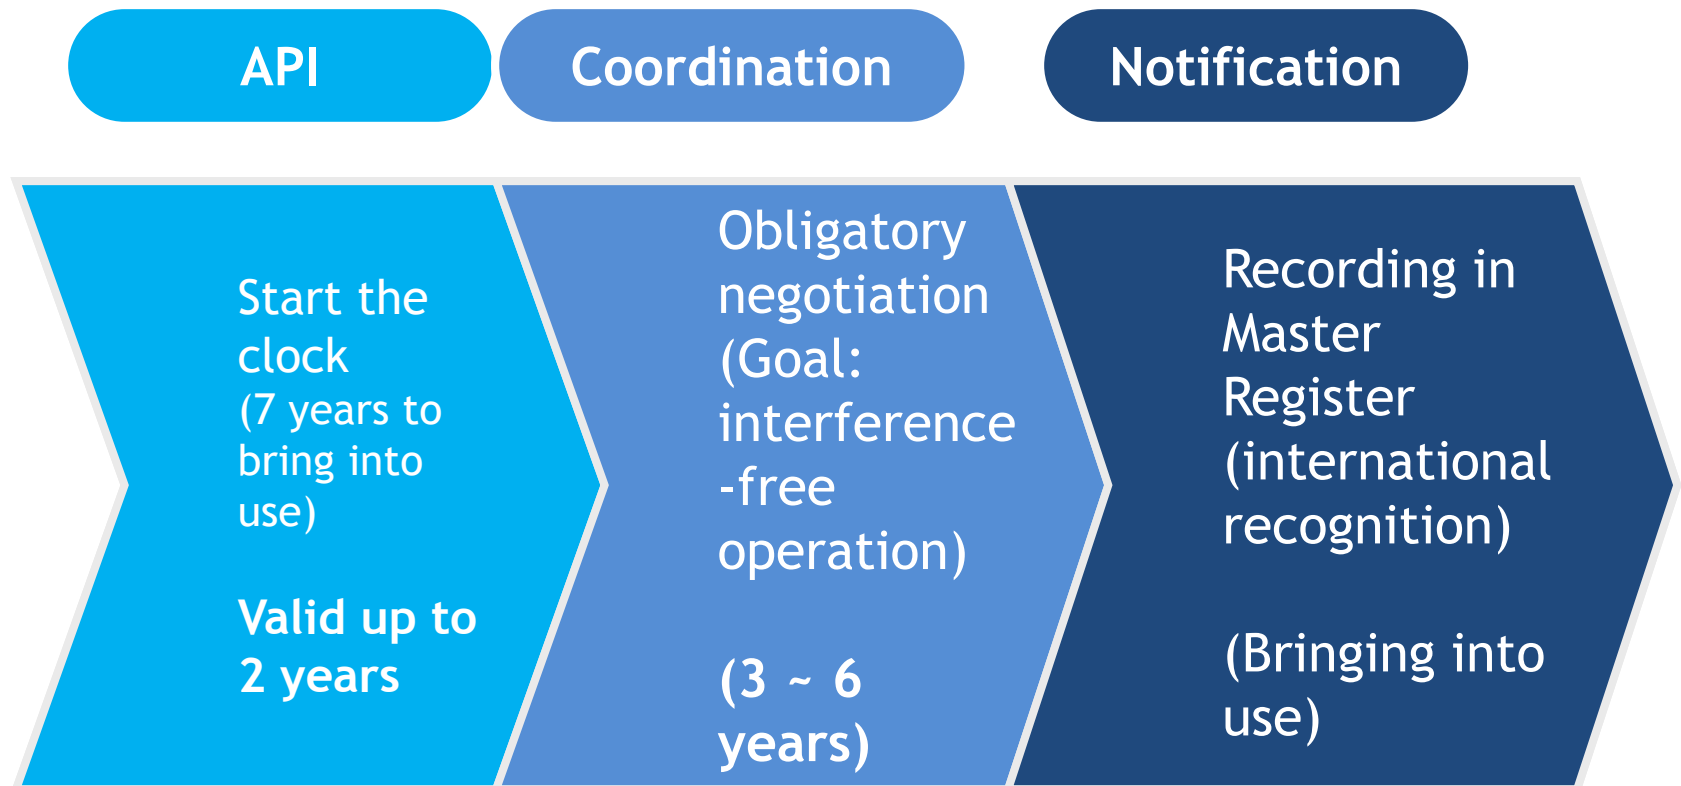 API
Coordination
Notification
Start the
clock
(7 years to
bring into
use)
Valid up to
2 years
Obligatory
negotiation
(Goal:
interference
-free
operation)
(3 ~ 6
years)
Recording in
Master
Register
(international
recognition)
(Bringing into
use)